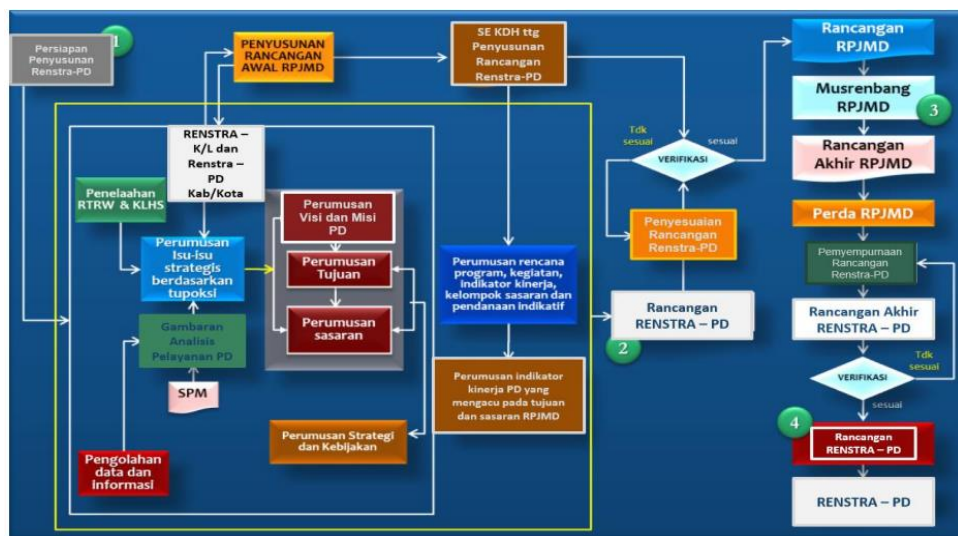 1
Persiapan
Penyusunan
Renstra-PD
PENYUSUNAN
RANCANGAN
AWAL RPJMD
SE KDH ttg
Penyusunan
Rancangan
Renstra-PD
RENSTRA –
K/L dan
Renstra –
PD
Kab/Kota
Penelaahan
RTRW & KLHS
Perumusan
Isu-isu
strategis
berdasarkan
tupoksi
Gambaran
Analisis
Pelayanan PD
SPM
Pengolahan
data dan
informasi
Perumusan
Visi dan Misi
PD
Perumusan
Tujuan
Perumusan
sasaran
Perumusan Strategi
dan Kebijakan
Perumusan rencana
program, kegiatan,
indikator kinerja,
kelompok sasaran dan
pendanaan indikatif
Perumusan indikator
kinerja PD yang
mengacu pada tujuan
dan sasaran RPJMD
Tdk
sesuai
sesuai
VERIFIKASI
Penyesuaian
Rancangan
Renstra-PD
Rancangan
RENSTRA – PD
2
Rancangan
RPJMD
Musrenbang
RPJMD
3
Rancangan
Akhir RPJMD
Perda RPJMD
Pemyempurnaan
Rancangan
Renstra-PD
Rancangan Akhir
RENSTRA – PD
Tdk
sesuai
VERIFIKASI
sesuai
4
Rancangan
RENSTRA – PD
RENSTRA – PD